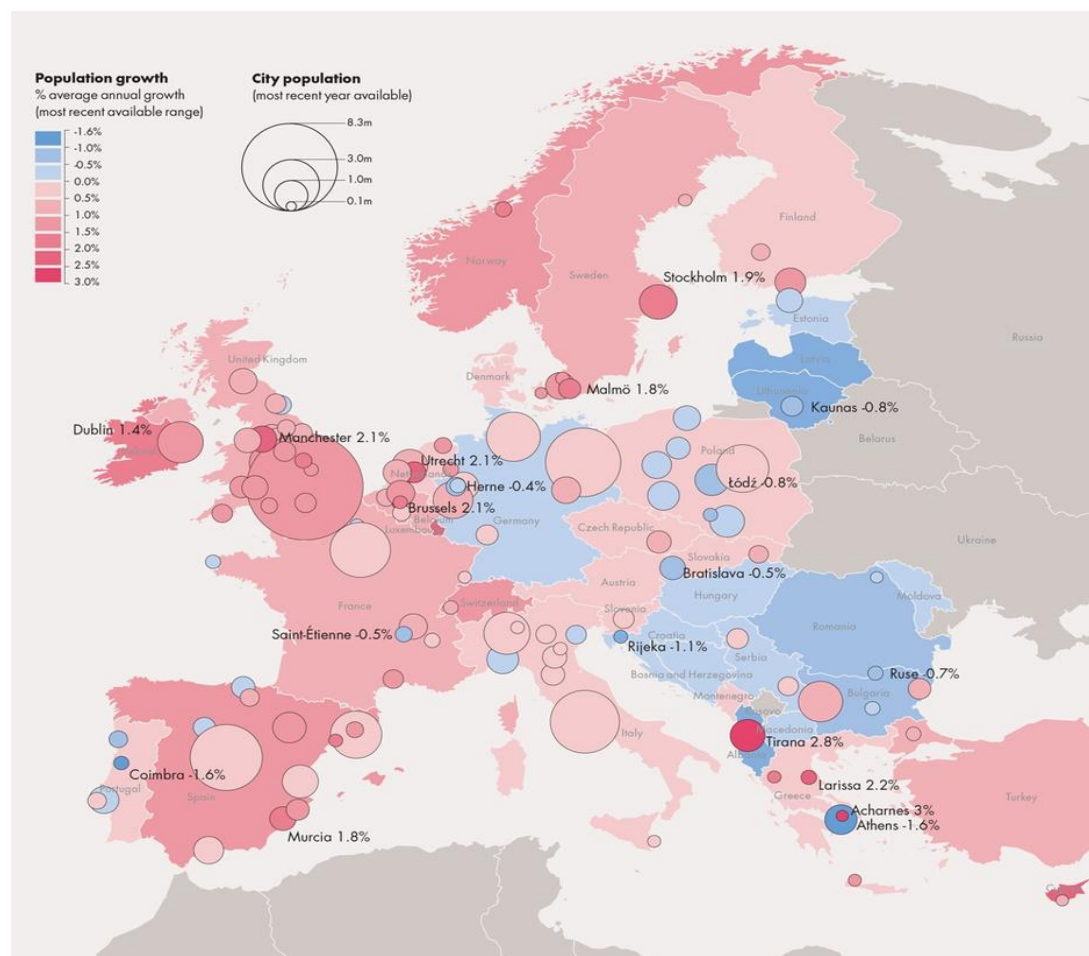 Population growth
% average annual growth
(most recent available range)
-1.6%
-1.0%
-0.5%
0.0%
0.5%
1.0%
1.5%
2.0%
2.5%
3.0%
City population
(most recent year available)
8.3m
3.0m
1.0m
0.1m
Finland
Norway
Sweden
Stockholm 1.9%
Estonia
Russia
Latvia
United Kingdom
Denmark
Lithuania
Malmö 1.8%
Kaunas -0.8%
Dublin 1.4%
Manchester 2.1%
Belarus
Ireland
Utrecht 2.1%
Poland
Netherlands
Herne -0.4%
Łódź -0.8%
Brussels 2.1%
Belgium
Germany
Luxembourg
Czech Republic
Ukraine
Slovakia
Bratislava -0.5%
Austria
Hungary
Moldova
France
Switzerland
Slovenia
Saint-Étienne -0.5%
Croatia
Rijeka -1.1%
Romania
Serbia
Bosnia and Herzegovina
Ruse -0.7%
Montenegro
Bulgaria
Kosovo
Italy
Macedonia
Tirana 2.8%
Albania
Coimbra -1.6%
Portugal
Spain
Larissa 2.2%
Greece
Turkey
Acharnes 3%
Athens -1.6%
Murcia 1.8%